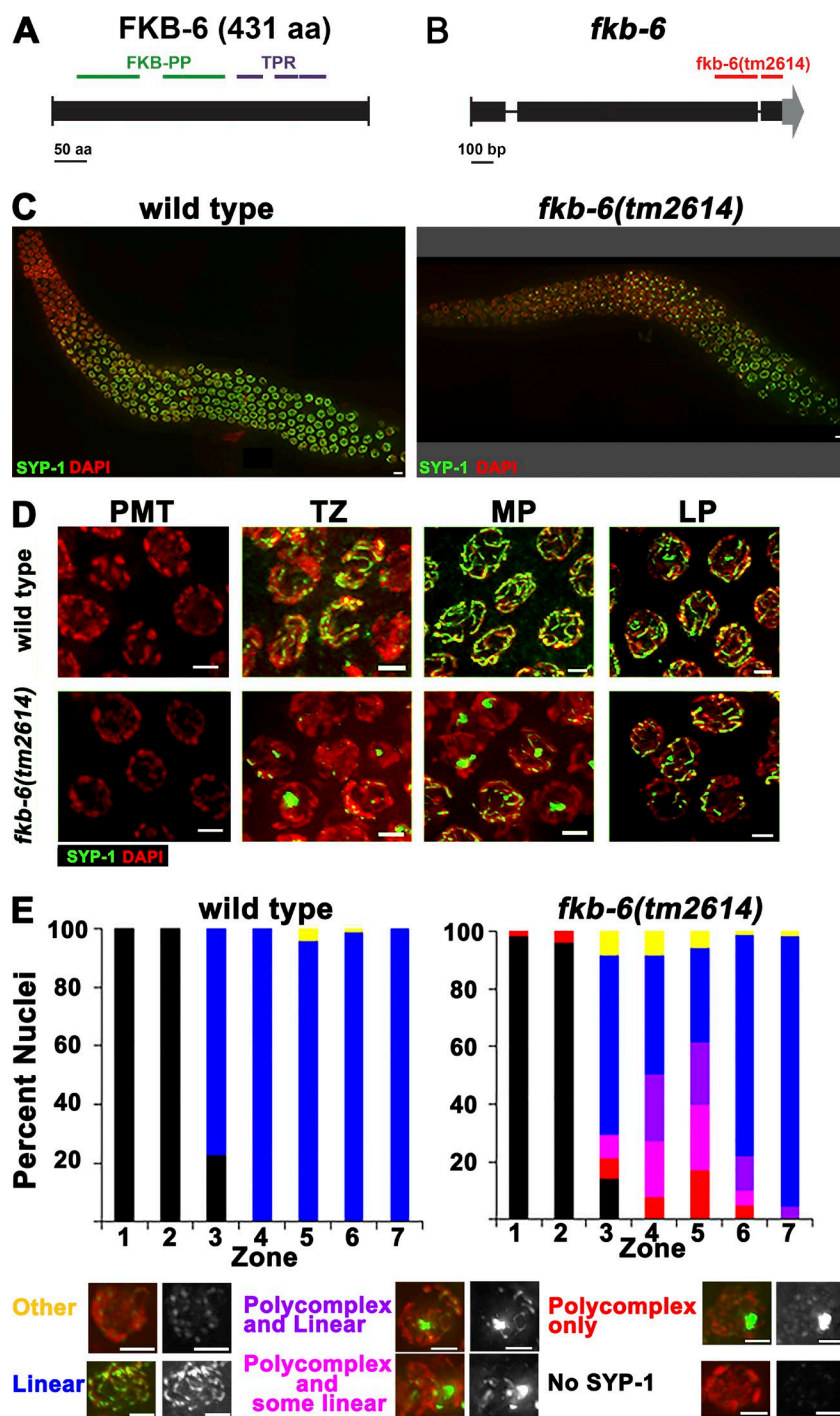 A FKB-6 (431 aa)
FKB-PP TPR
50 aa
B fkb-6
fkb-6(tm2614)
100 bp
C wild type fkb-6(tm2614)
SYP-1 DAPI SYP-1 DAPI
D PMT TZ MP LP
wild type
fkb-6(tm2614)
SYP-1 DAPI
E wild type fkb-6(tm2614)
Percent Nuclei
100 100
80 80
60 60
40 40
20 20
1 2 3 4 5 6 7 1 2 3 4 5 6 7
Zone Zone
Other
Linear
Polycomplex
and Linear
Polycomplex
and
some linear
Polycomplex
only
No SYP-1